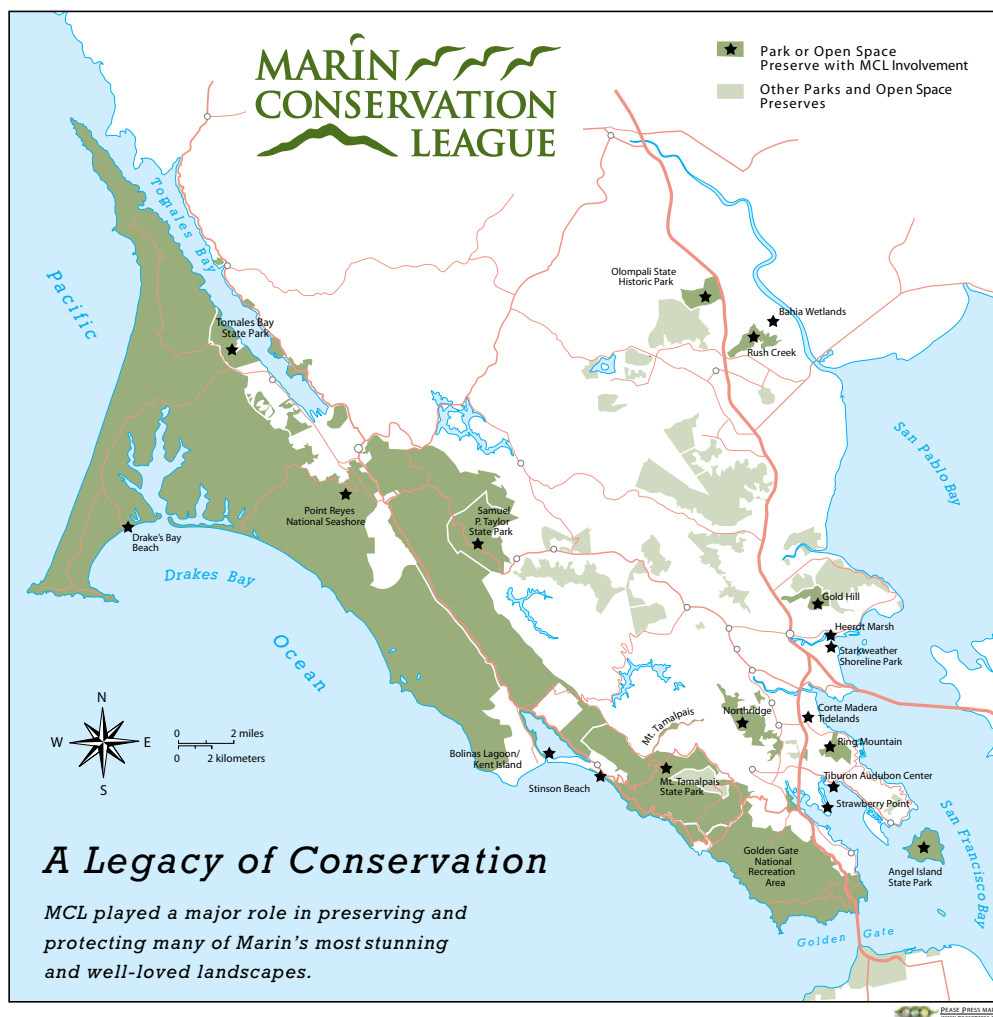 MARIN
CONSERVATION
LEAGUE
Park or Open Space
Preserve with MCL Involvement
Other Parks and Open Space
Preserves
Tomales Bay
Pacific
Olompali State
Historic Park
Bahia Wetlands
Rush Creek
Tomales Bay
State Park
San Pablo Bay
Point Reyes
National Seashore
Samuel
P. Taylor
State Park
Drake's Bay
Beach
Drakes Bay
Gold Hill
Heerdt Marsh
Starkweather
Shoreline Park
Ocean
N
W
E
S
0 2 miles
0 2 kilometers
Mt. Tamalpais
Northridge
Corte Madera
Tidelands
Ring Mountain
Bolinas Lagoon/
Kent Island
Stinson Beach
Mt. Tamalpais
State Park
Tiburon Audubon Center
Strawberry Point
San Francisco Bay
Golden Gate
National
Recreation
Area
Angel Island
State Park
Golden Gate
A Legacy of Conservation
MCL played a major role in preserving and
protecting many of Marin's most stunning
and well-loved landscapes.
PEASE PRESS